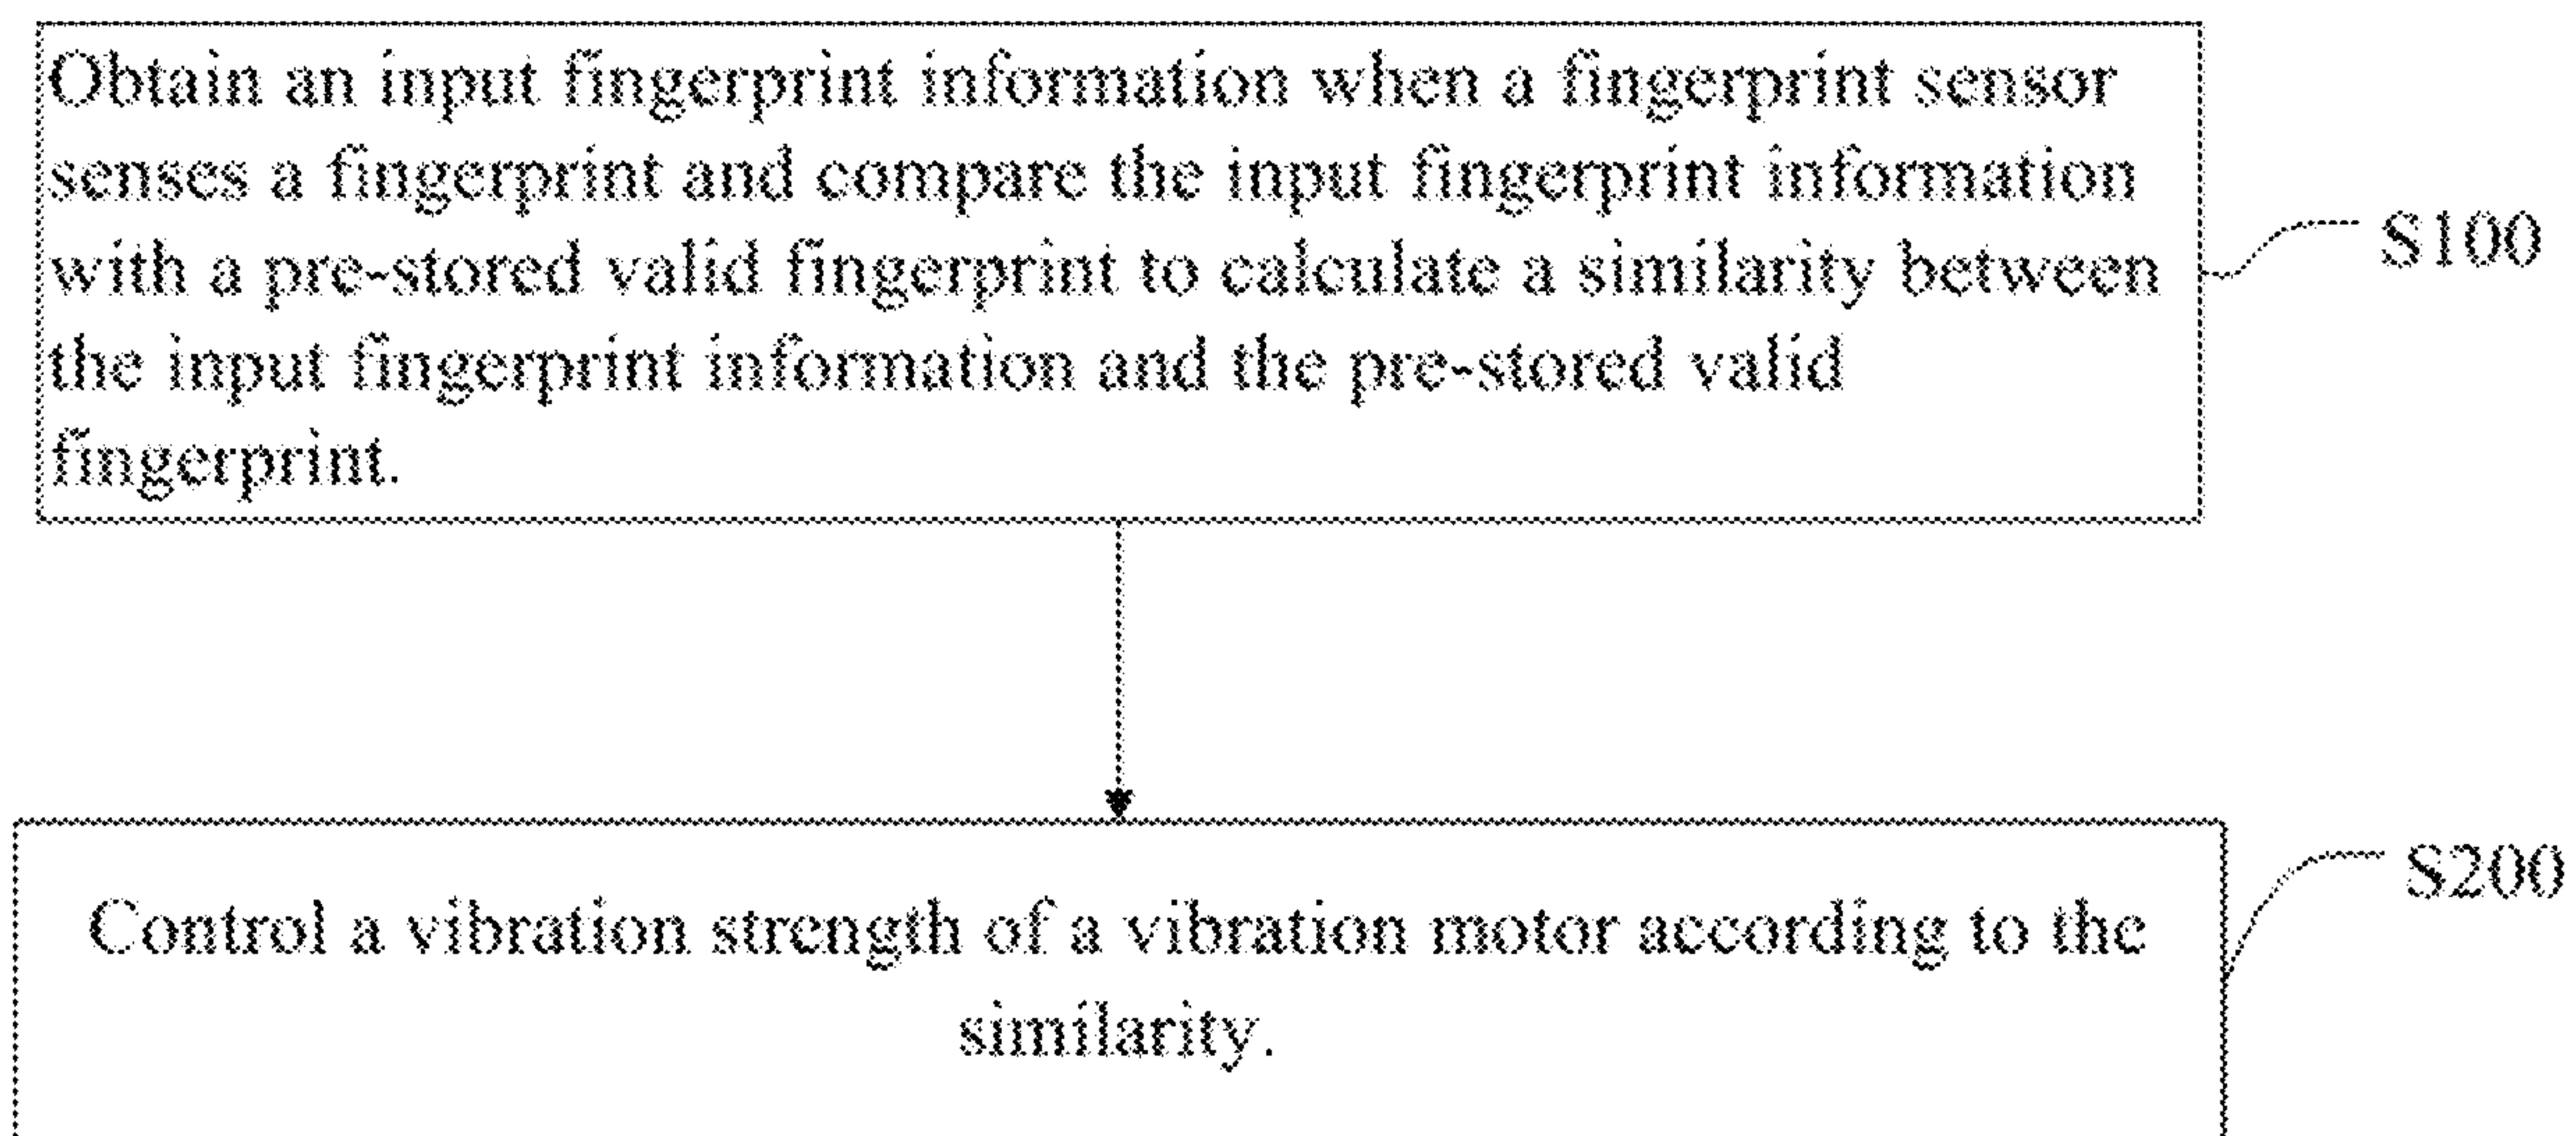 Obtain an input fingerprint information when a fingerprint sensor
senses a fingerprint and compare the input fingerprint information
with a pre-stored valid fingerprint to calculate a similarity between
the input fingerprint information and the pre-stored valid
fingerprint.
S100
S200
Control a vibration strength of a vibration motor according to the
similarity.